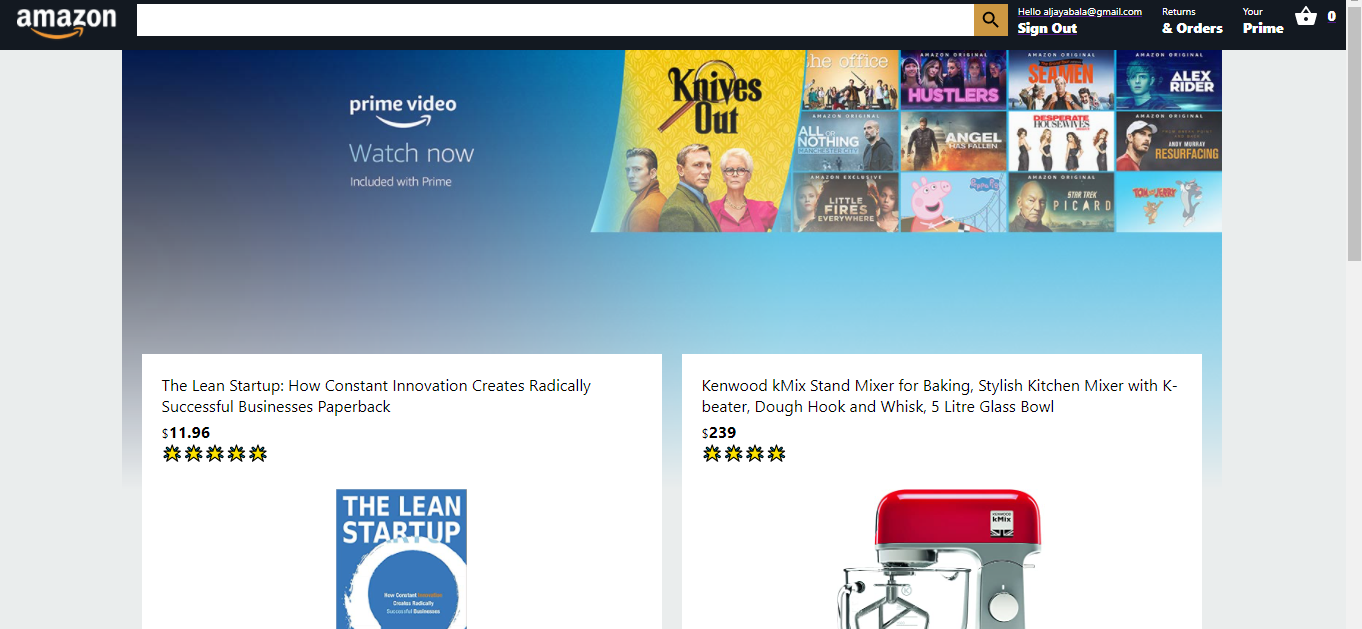 amazon
Hello aljayabala@gmail.com
Sign Out
Returns
& Orders
Your
Prime
0
prime video
Watch now
Included with Prime
Knives
Out
the office
AMAZON ORIGINAL
HUSTLERS
AMAZON ORIGINAL
SEAMEN
AMAZON ORIGINAL
ALEX
RIDER
AMAZON ORIGINAL
ALL OR
NOTHING
MANCHESTER CITY
ANGEL
HAS FALLEN
DESPERATE
HOUSEWIVES
AMAZON ORIGINAL
ANDY MURRAY
RESURFACING
AMAZON EXCLUSIVE
LITTLE
FIRES
EVERYWHERE
Peppa Pig
AMAZON ORIGINAL
STAR TREK
PICARD
TOM and JERRY
The Lean Startup: How Constant Innovation Creates Radically
Successful Businesses Paperback
$11.96
Kenwood kMix Stand Mixer for Baking, Stylish Kitchen Mixer with K-
beater, Dough Hook and Whisk, 5 Litre Glass Bowl
$239
THE LEAN
STARTUP
How Constant Innovation
Creates Radically
Successful Businesses
KENWOOD
kMix